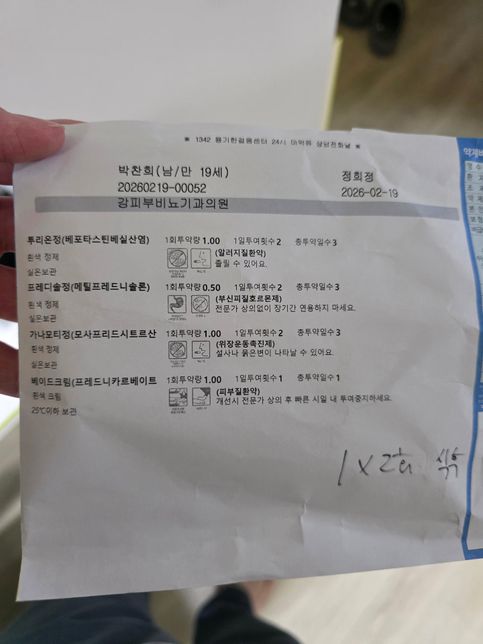 ※ 1342 용기한걸음센터 24시 마약류 상담전화님 ※
박찬희(남/만 19세) 정희정
20260219-00052 2026-02-19
강피부비뇨기과의원
투리온정(베포타스틴베실산염) 1회투약량 1.00 1일투여횟수 2 총투약일수 3
흰색 정제 (알러지질환약)
실온보관 졸릴 수 있어요.
프레디솔정(메틸프레드니솔론) 1회투약량 0.50 1일투여횟수 2 총투약일수 3
흰색 정제 (부신피질호르몬제)
실온보관 전문가 상의없이 장기간 연용하지 마세요.
가나모티정(모사프리드시트르산 1회투약량 1.00 1일투여횟수 2 총투약일수 3
흰색 정제 (위장운동촉진제)
실온보관 설사나 묽은변이 나타날 수 있어요.
베이드크림(프레드니카르베이트 1회투약량 1.00 1일투여횟수 1 총투약일수 1
흰색 크림 (피부질환약)
25℃이하 보관 개선시 전문가 상의 후 빠른 시일 내 투여중지하세요.
1 x 2회